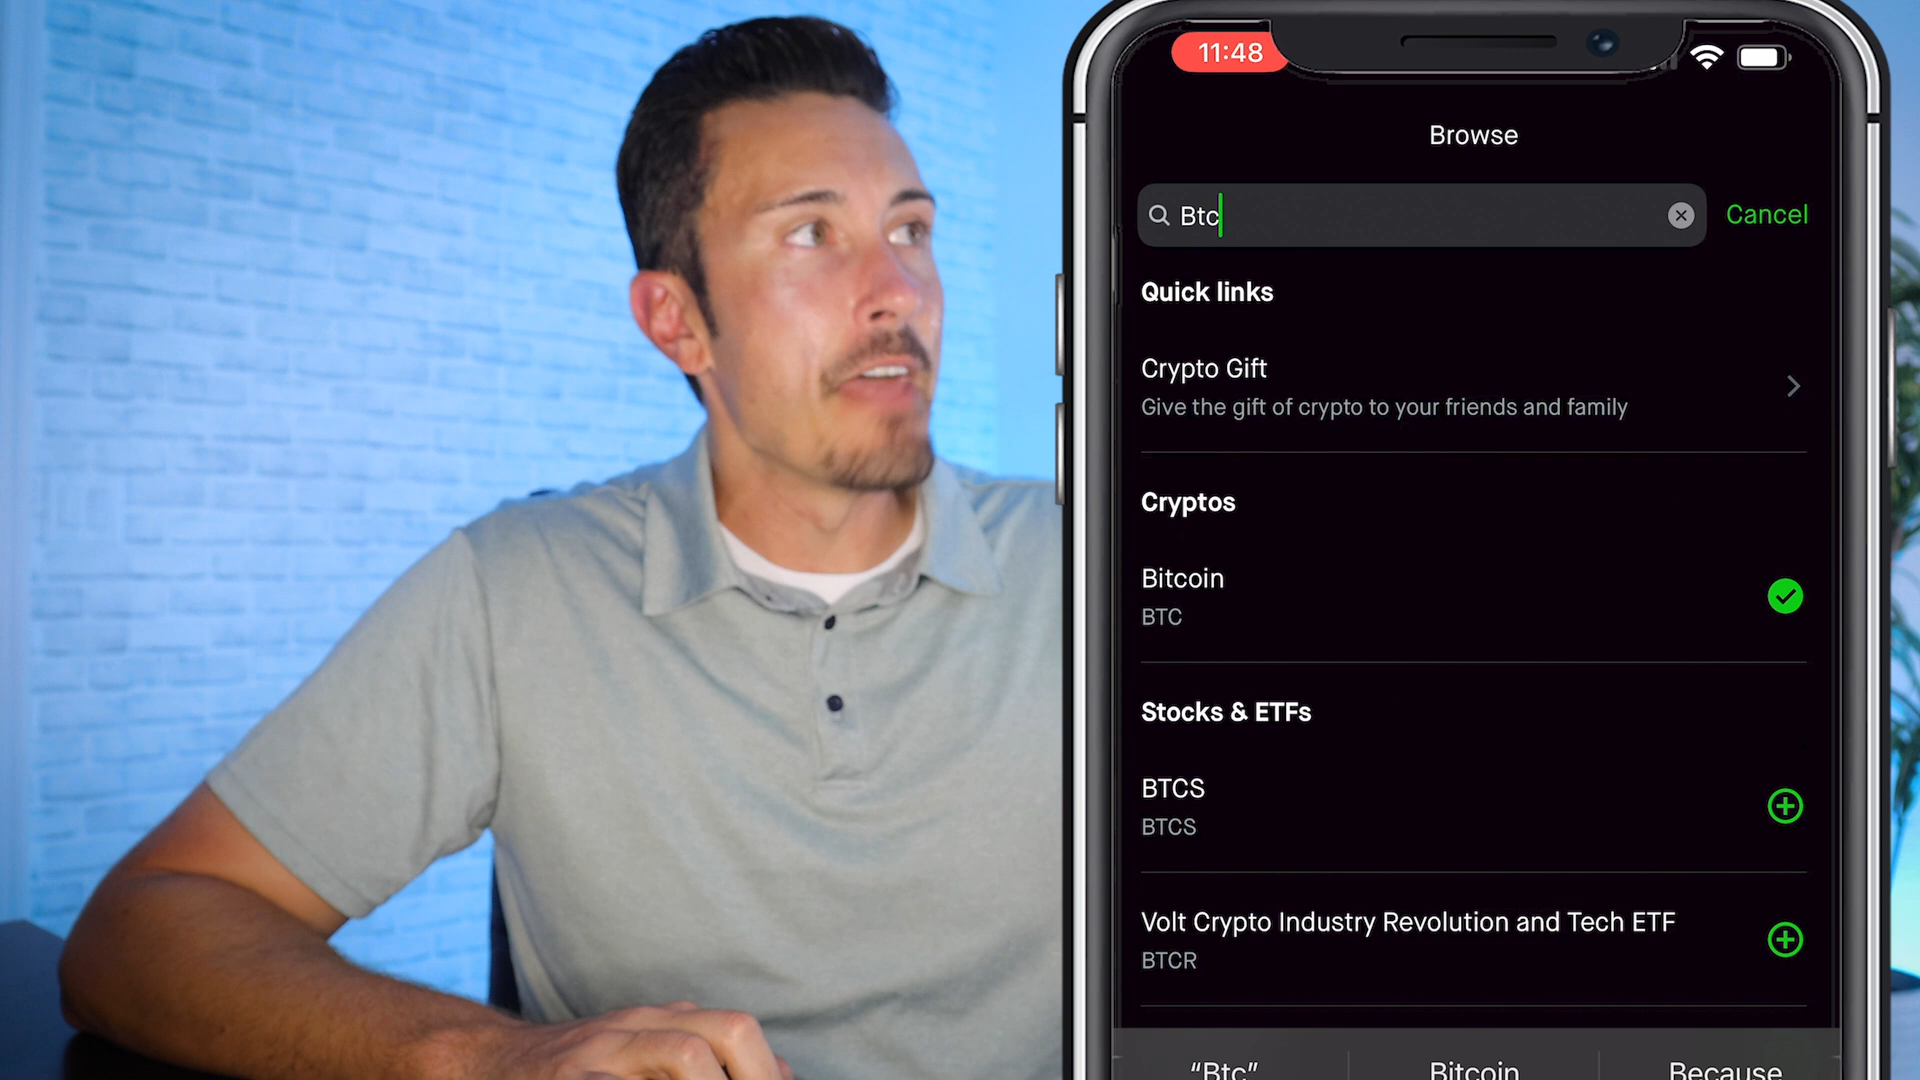 11:48
Browse
Btc
Cancel
Quick links
Crypto Gift
Give the gift of crypto to your friends and family
Cryptos
Bitcoin
BTC
Stocks & ETFs
BTCS
BTCS
Volt Crypto Industry Revolution and Tech ETF
BTCR
“Btc” Bitcoin Because